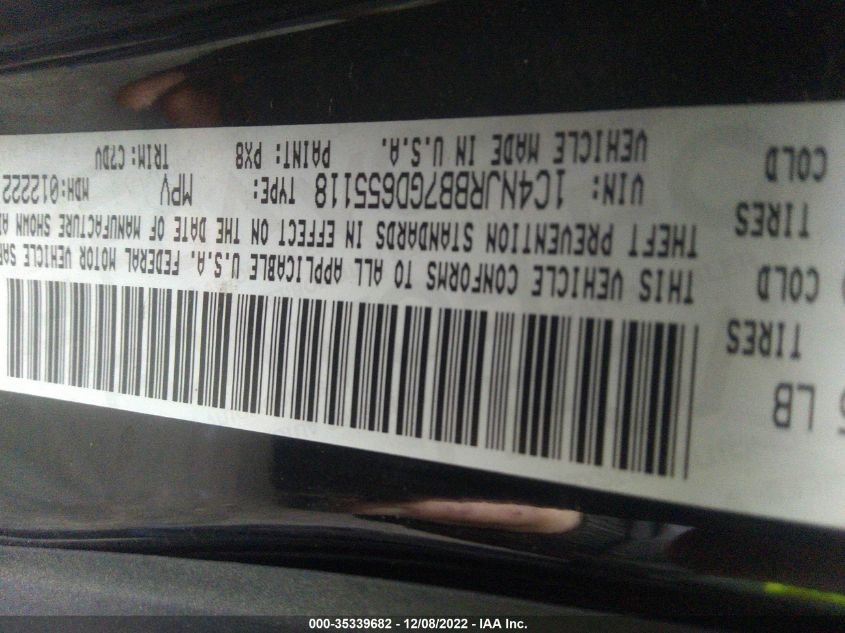 LB
TIRES
COLD
TIRES
COLD
THIS VEHICLE CONFORMS TO ALL APPLICABLE U.S.A. FEDERAL MOTOR VEHICLE
THEFT PREVENTION STANDARDS IN EFFECT ON THE DATE OF MANUFACTURE SHOWN
VIN: 1C4NJRBB7GD655118 TYPE: MPV MDH:012222
VEHICLE MADE IN U.S.A. PAINT: PX8 TRIM: C7DV
000-35339682 - 12/08/2022 - IAA Inc.